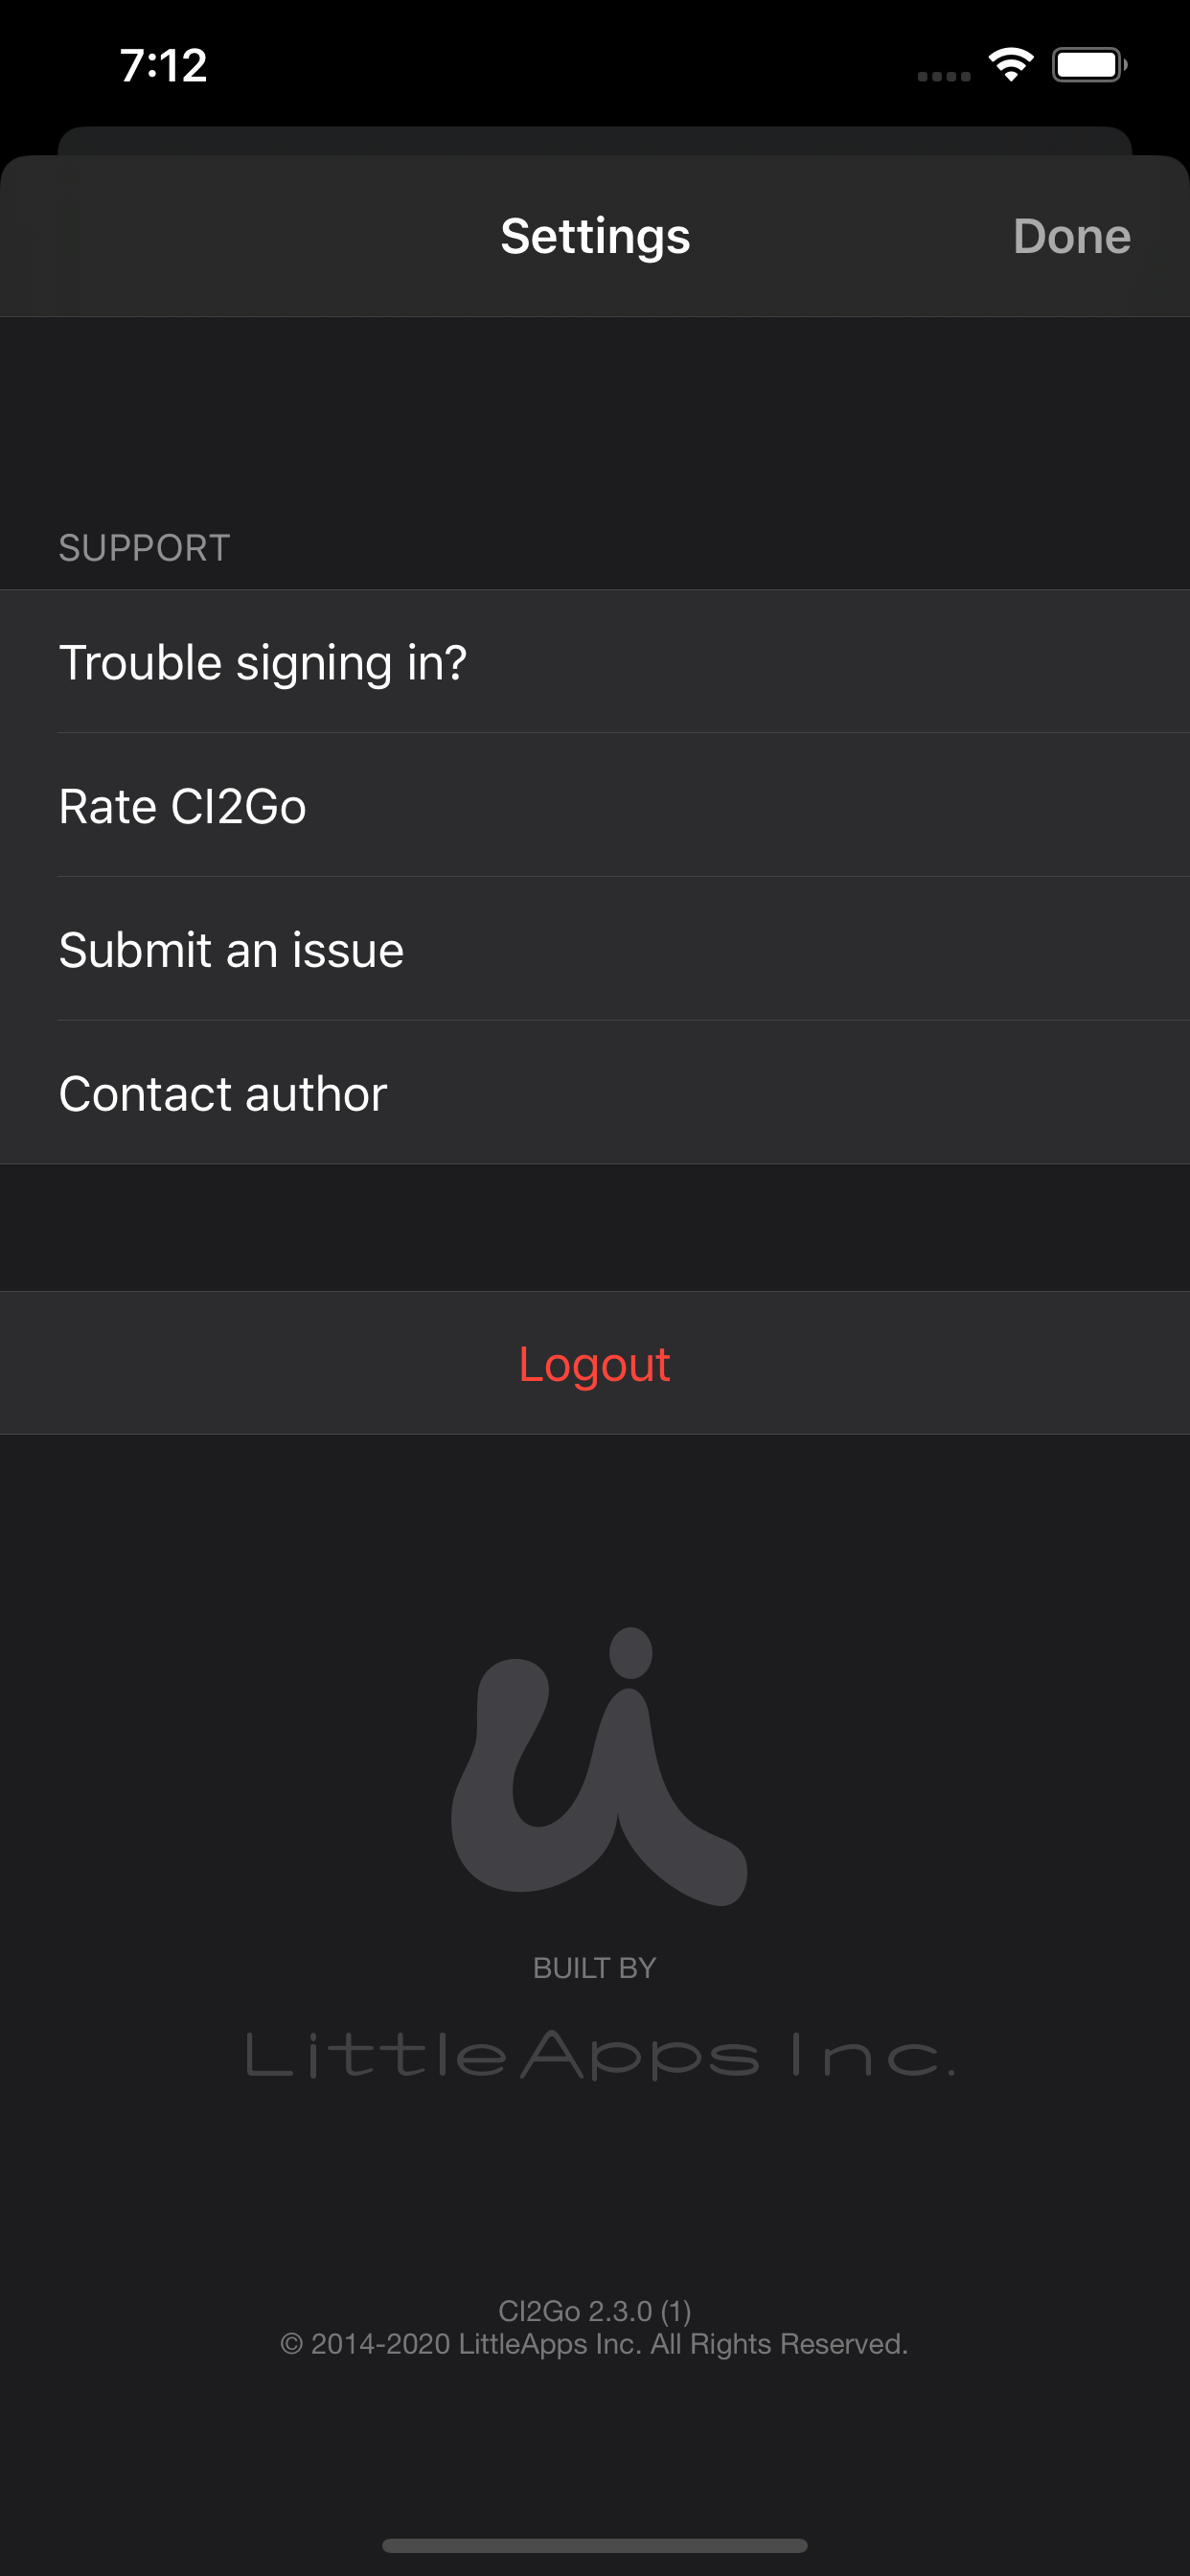 7:12
Settings
Done
SUPPORT
Trouble signing in?
Rate CI2Go
Submit an issue
Contact author
Logout
BUILT BY
LittleApps Inc.
CI2Go 2.3.0 (1)
© 2014-2020 LittleApps Inc. All Rights Reserved.